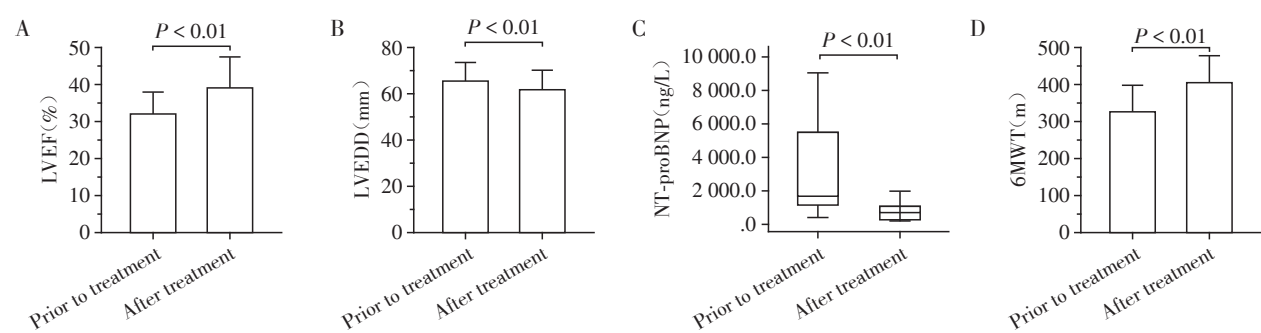 A
P < 0.01
LVEF(%)
50
40
30
20
10
0
Prior to treatment
After treatment
B
P < 0.01
LVEDD(mm)
80
60
40
20
0
Prior to treatment
After treatment
C
P < 0.01
NT-proBNP(ng/L)
10 000.0
8 000.0
6 000.0
4 000.0
2 000.0
.0
Prior to treatment
After treatment
D
P < 0.01
6MWT(m)
500
400
300
200
100
0
Prior to treatment
After treatment